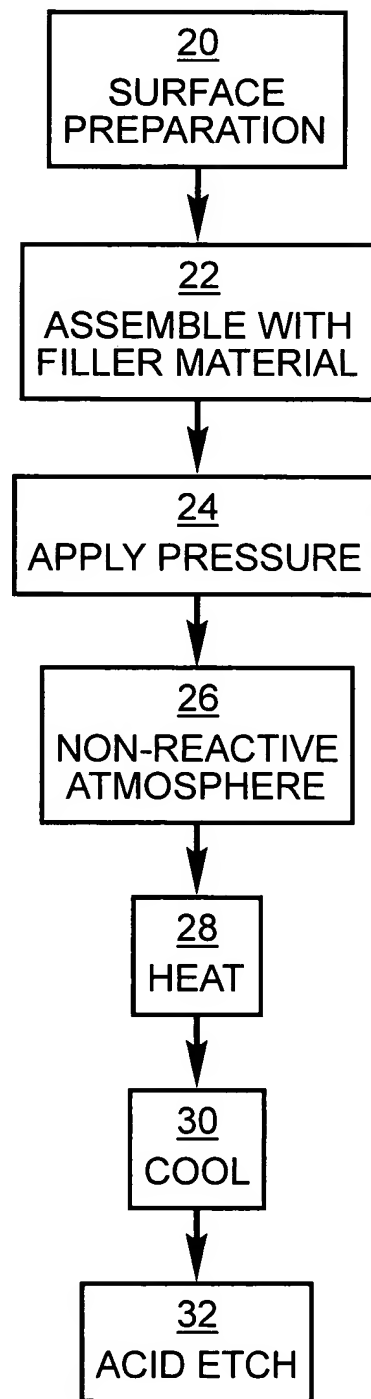 20
SURFACE
PREPARATION
22
ASSEMBLE WITH
FILLER MATERIAL
24
APPLY PRESSURE
26
NON-REACTIVE
ATMOSPHERE
28
HEAT
30
COOL
32
ACID ETCH